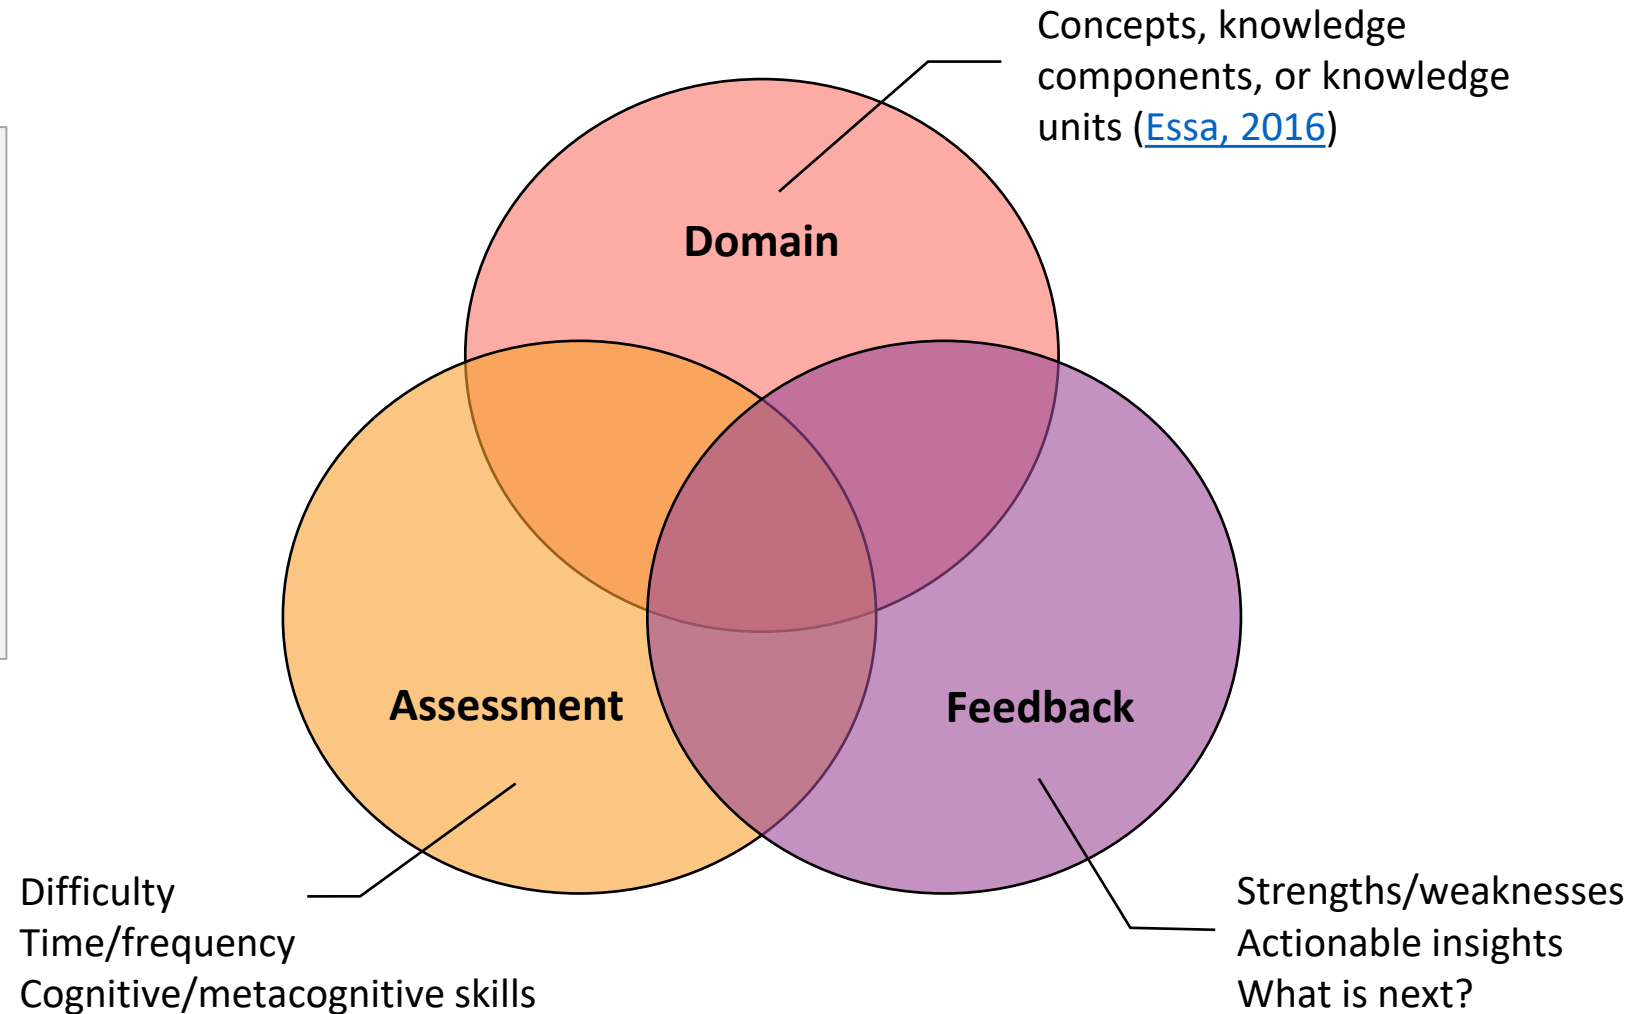 Concepts, knowledge
components, or knowledge
units (Essa, 2016)
Domain
Assessment
Feedback
Difficulty
Time/frequency
Cognitive/metacognitive skills
Strengths/weaknesses
Actionable insights
What is next?